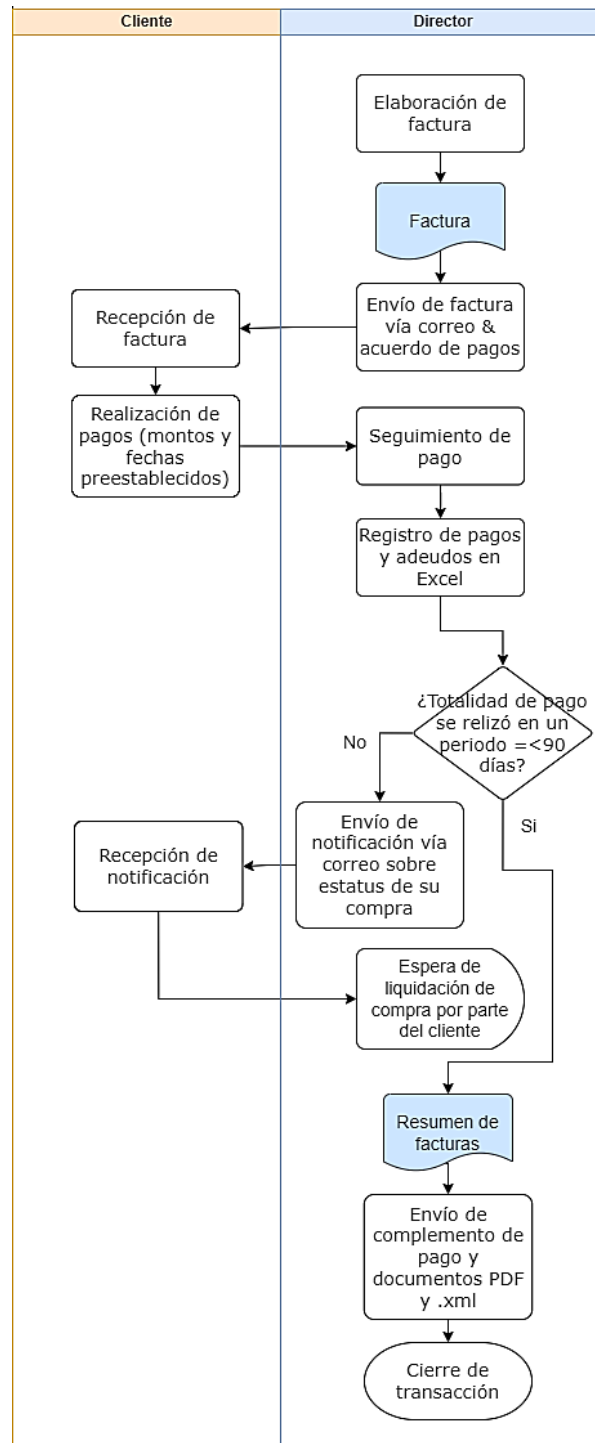 Cliente
Director
Elaboración de
factura
Factura
Envío de factura
vía correo &
acuerdo de pagos
Recepción de
factura
Realización de
pagos (montos y
fechas
preestablecidos)
Seguimiento de
pago
Registro de pagos
y adeudos en
Excel
¿Totalidad de pago
se relizó en un
periodo =<90
días?
No
Si
Envío de
notificación vía
correo sobre
estatus de su
compra
Recepción de
notificación
Espera de
liquidación de
compra por parte
del cliente
Resumen de
facturas
Envío de
complemento de
pago y
documentos PDF
y .xml
Cierre de
transacción